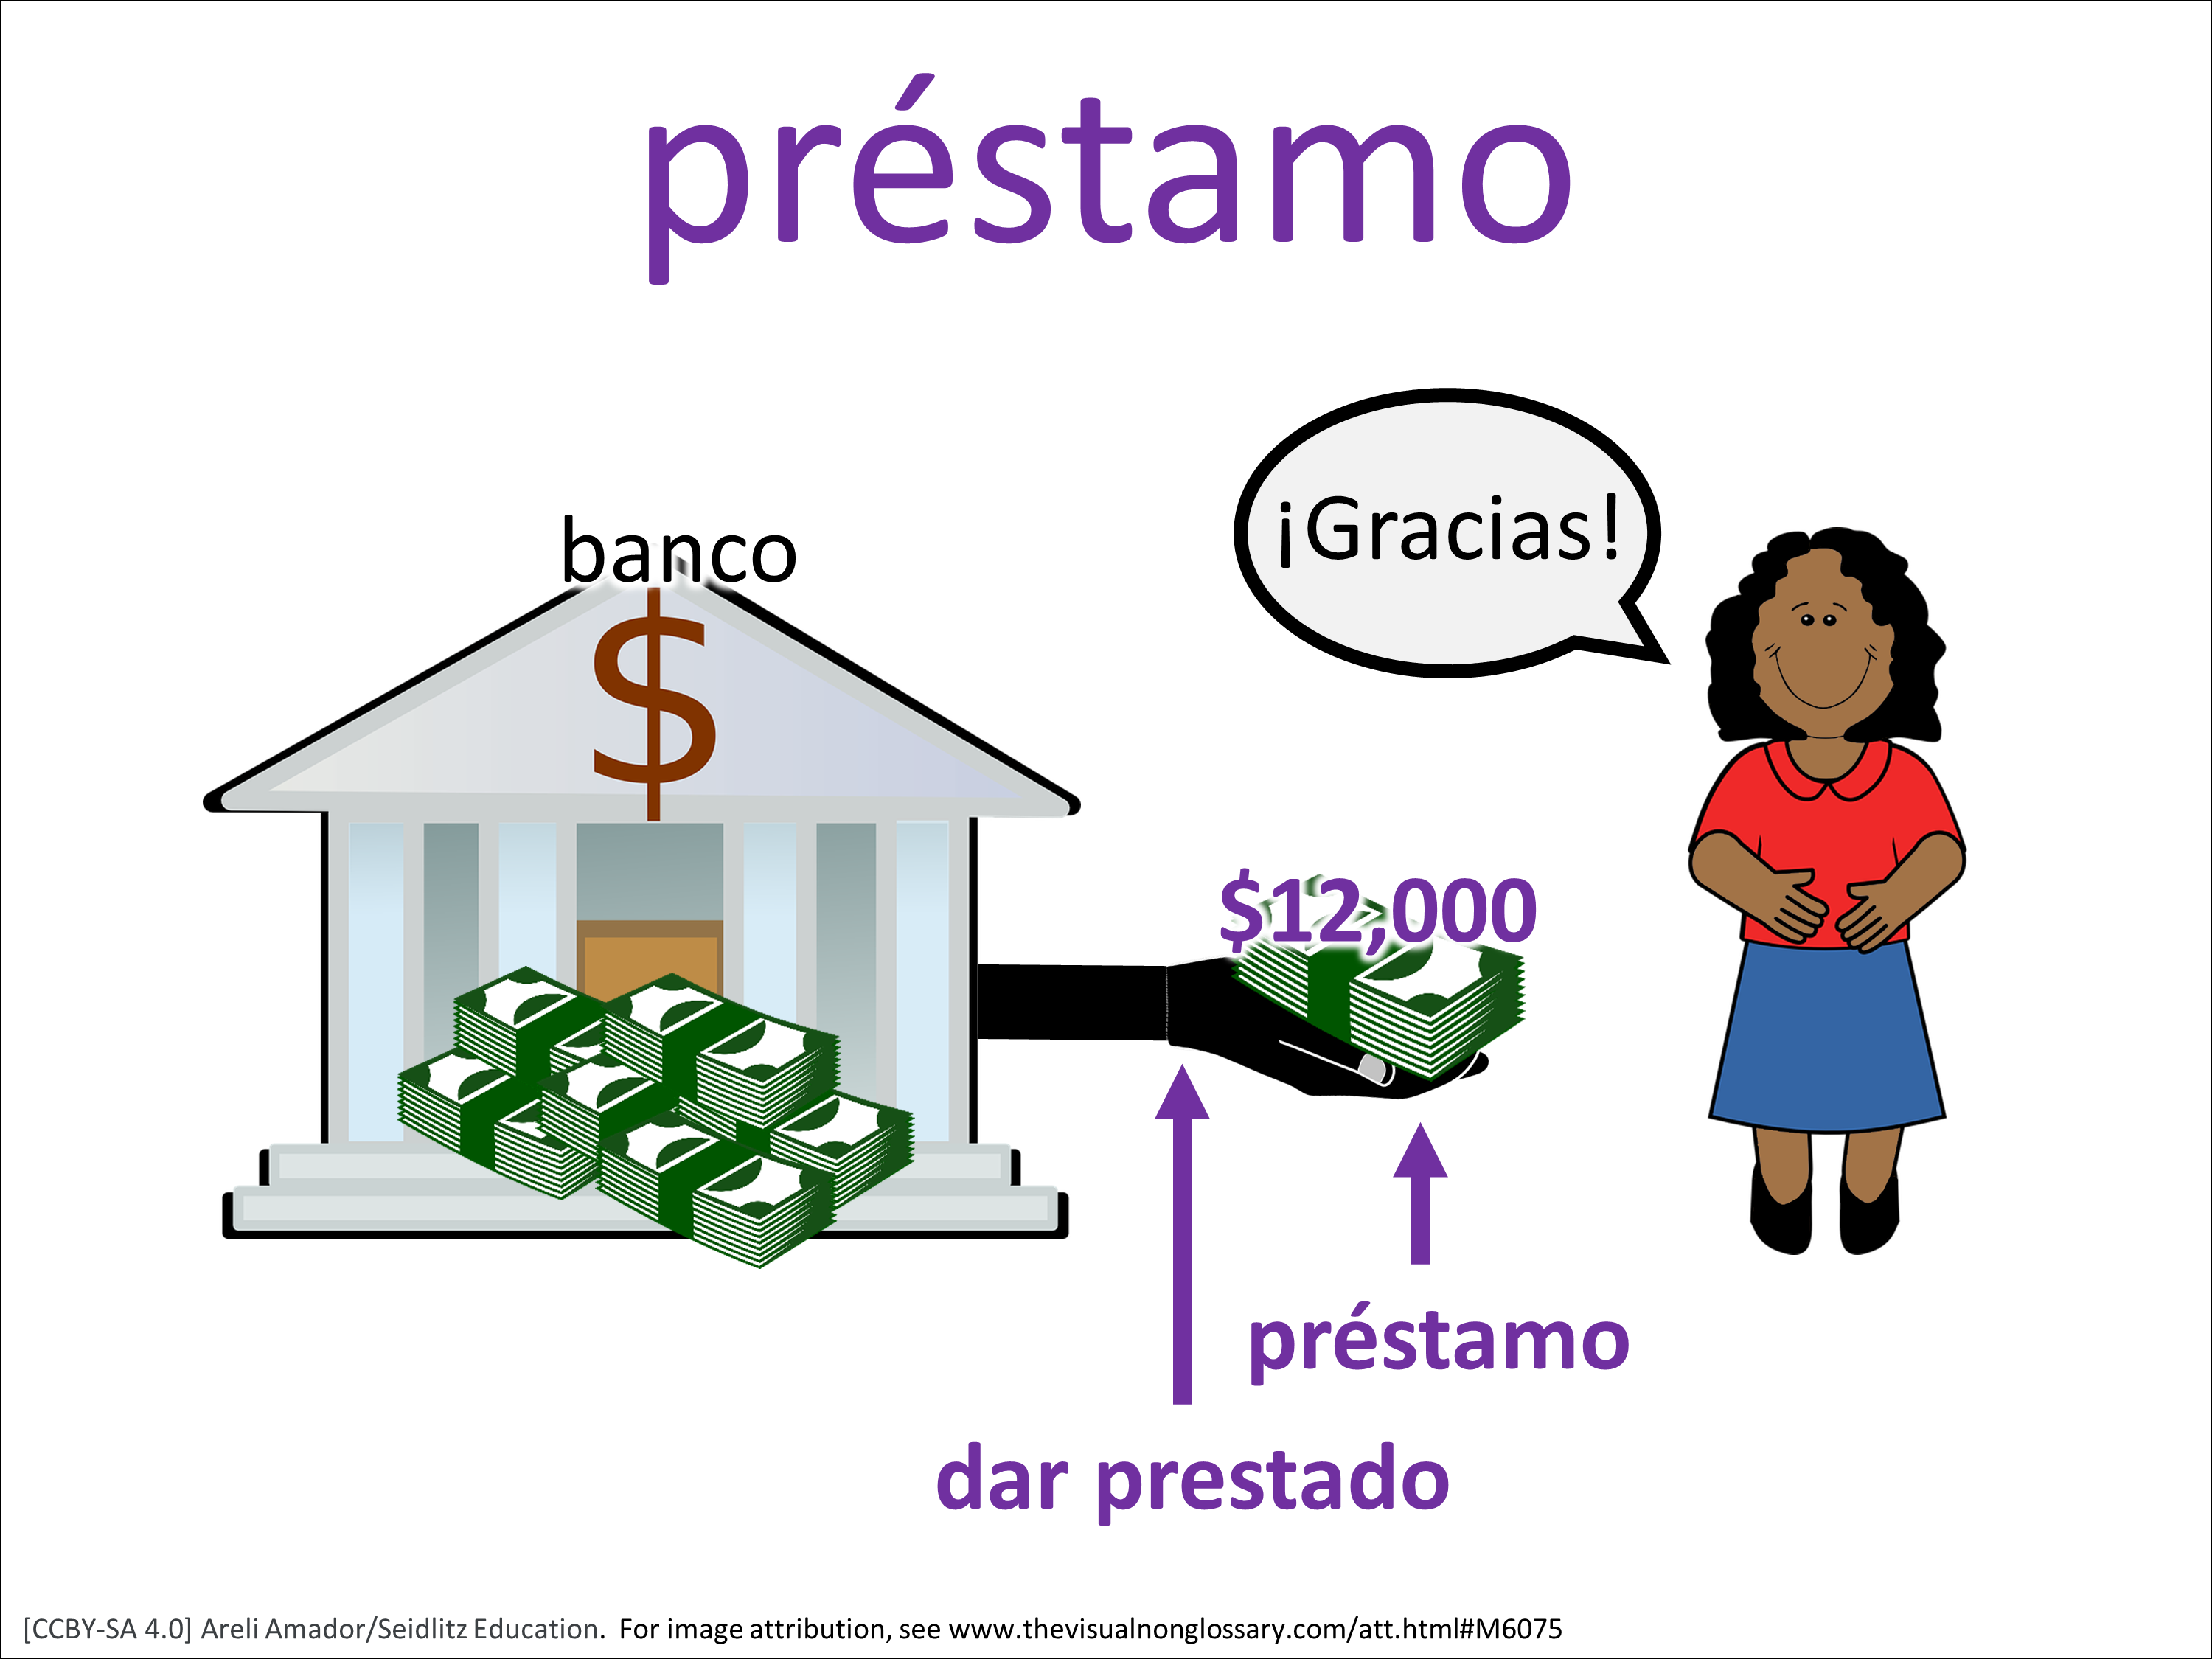 préstamo
¡Gracias!
banco
$
$12,000
préstamo
dar prestado
[CCBY-SA 4.0] Areli Amador/Seidlitz Education. For image attribution, see www.thevisualnonglossary.com/att.html#M6075